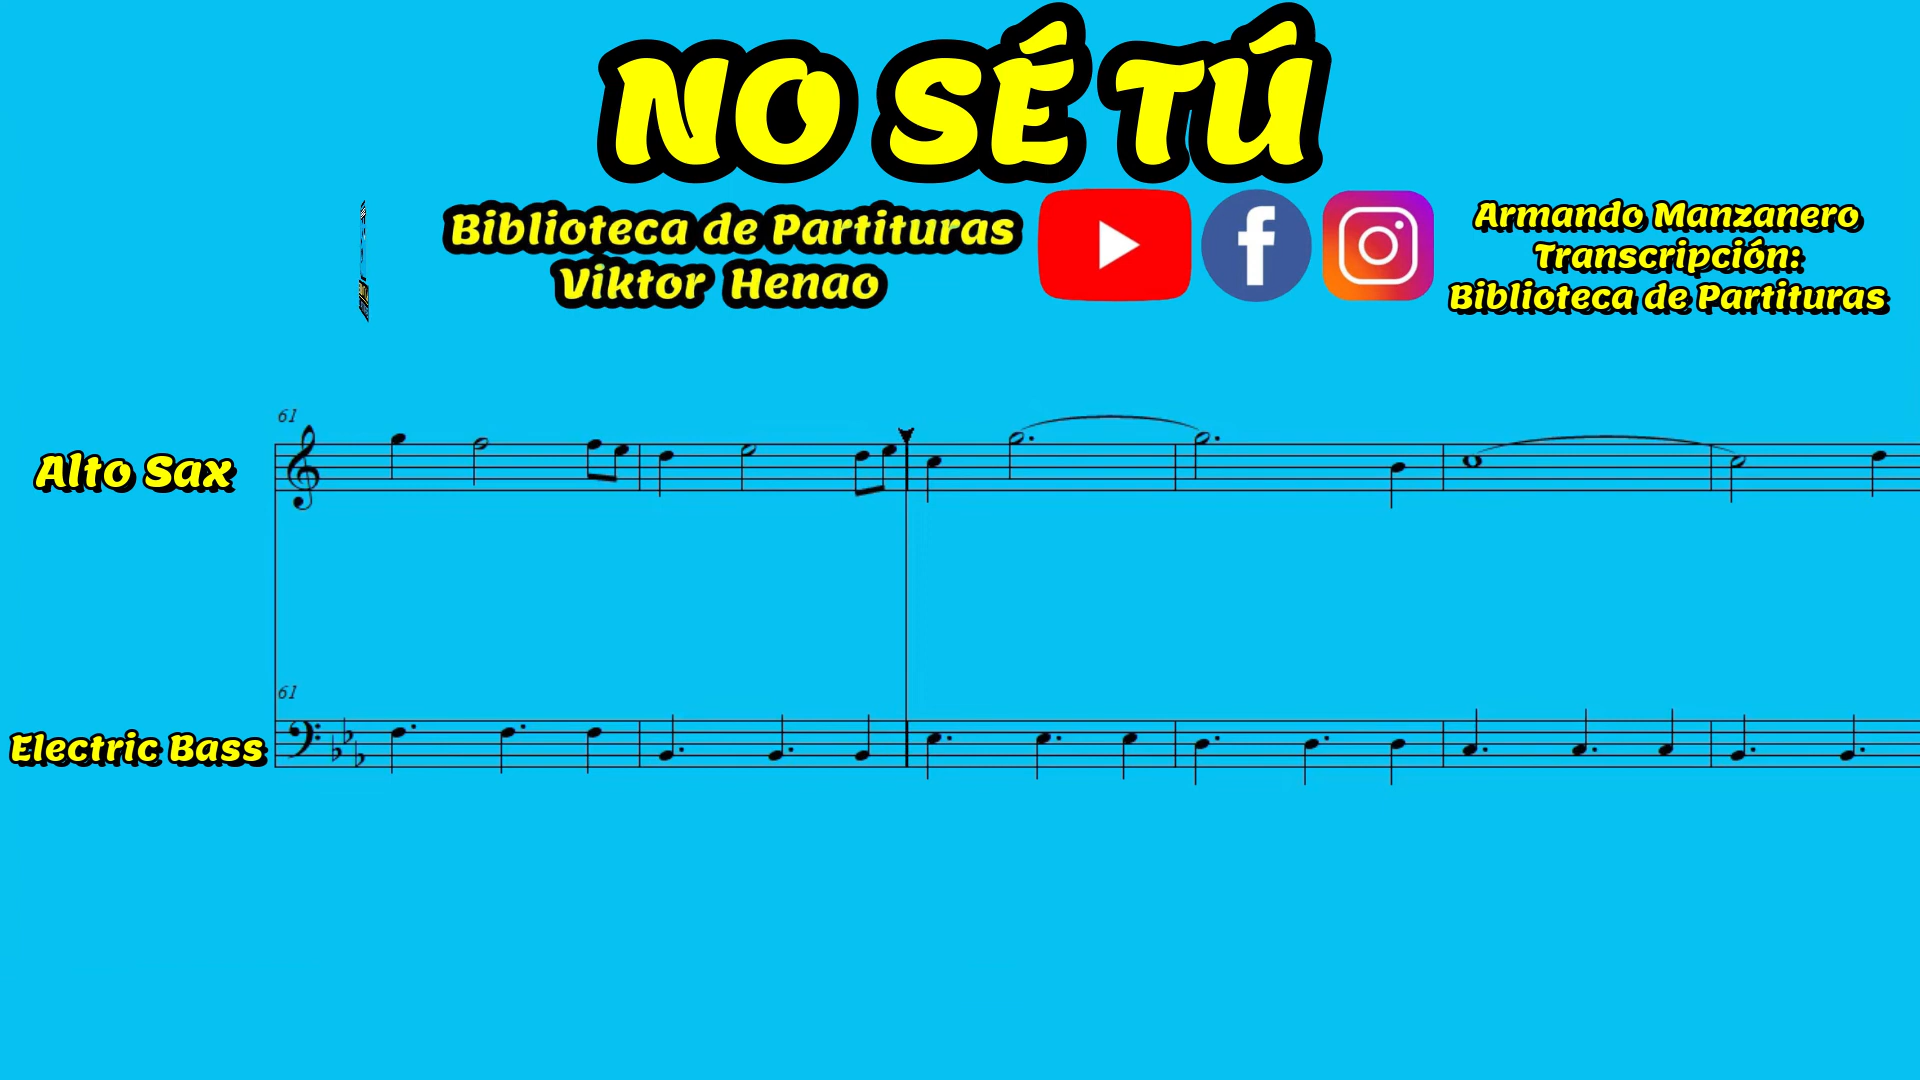 NO SÉ TÚ
Biblioteca de Partituras
Viktor Henao
Armando Manzanero
Transcripción:
Biblioteca de Partituras
61
Alto Sax
61
Electric Bass